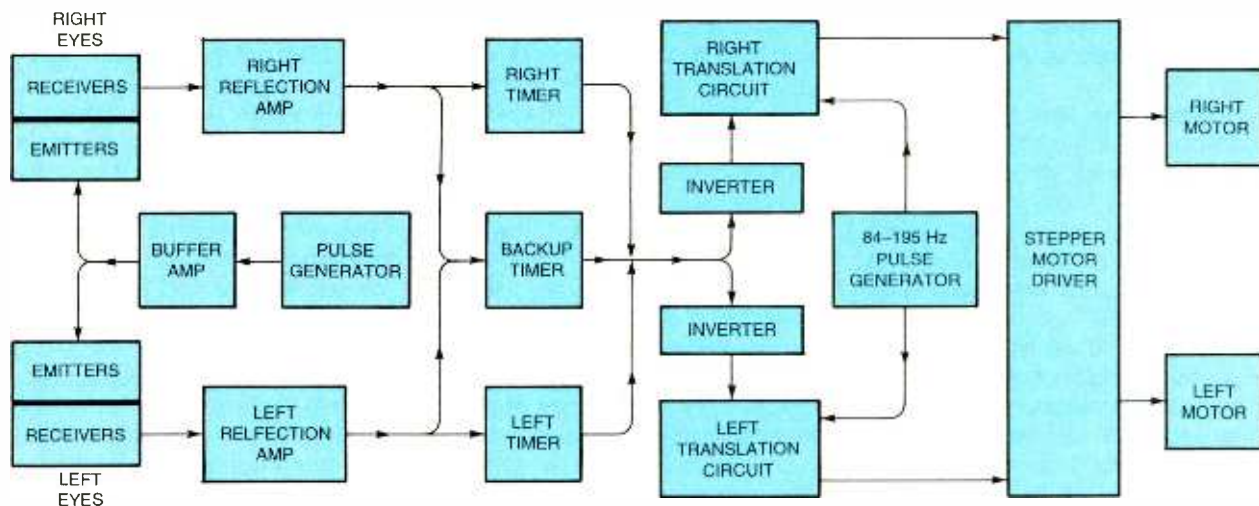 RIGHT
EYES
RECEIVERS
EMITTERS
RIGHT
REFLECTION
AMP
RIGHT
TIMER
RIGHT
TRANSLATION
CIRCUIT
INVERTER
BUFFER
AMP
PULSE
GENERATOR
BACKUP
TIMER
84–195 Hz
PULSE
GENERATOR
STEPPER
MOTOR
DRIVER
RIGHT
MOTOR
INVERTER
EMITTERS
RECEIVERS
LEFT
EYES
LEFT
RELFECTION
AMP
LEFT
TIMER
LEFT
TRANSLATION
CIRCUIT
LEFT
MOTOR